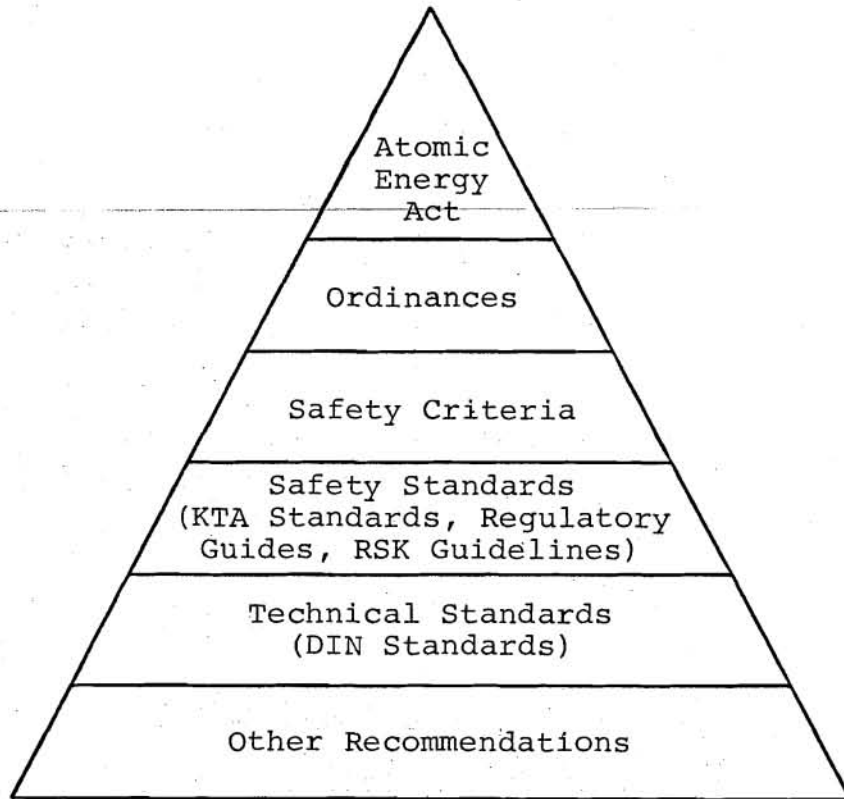 Atomic
Energy
Act
Ordinances
Safety Criteria
Safety Standards
(KTA Standards, Regulatory
Guides, RSK Guidelines)
Technical Standards
(DIN Standards)
Other Recommendations